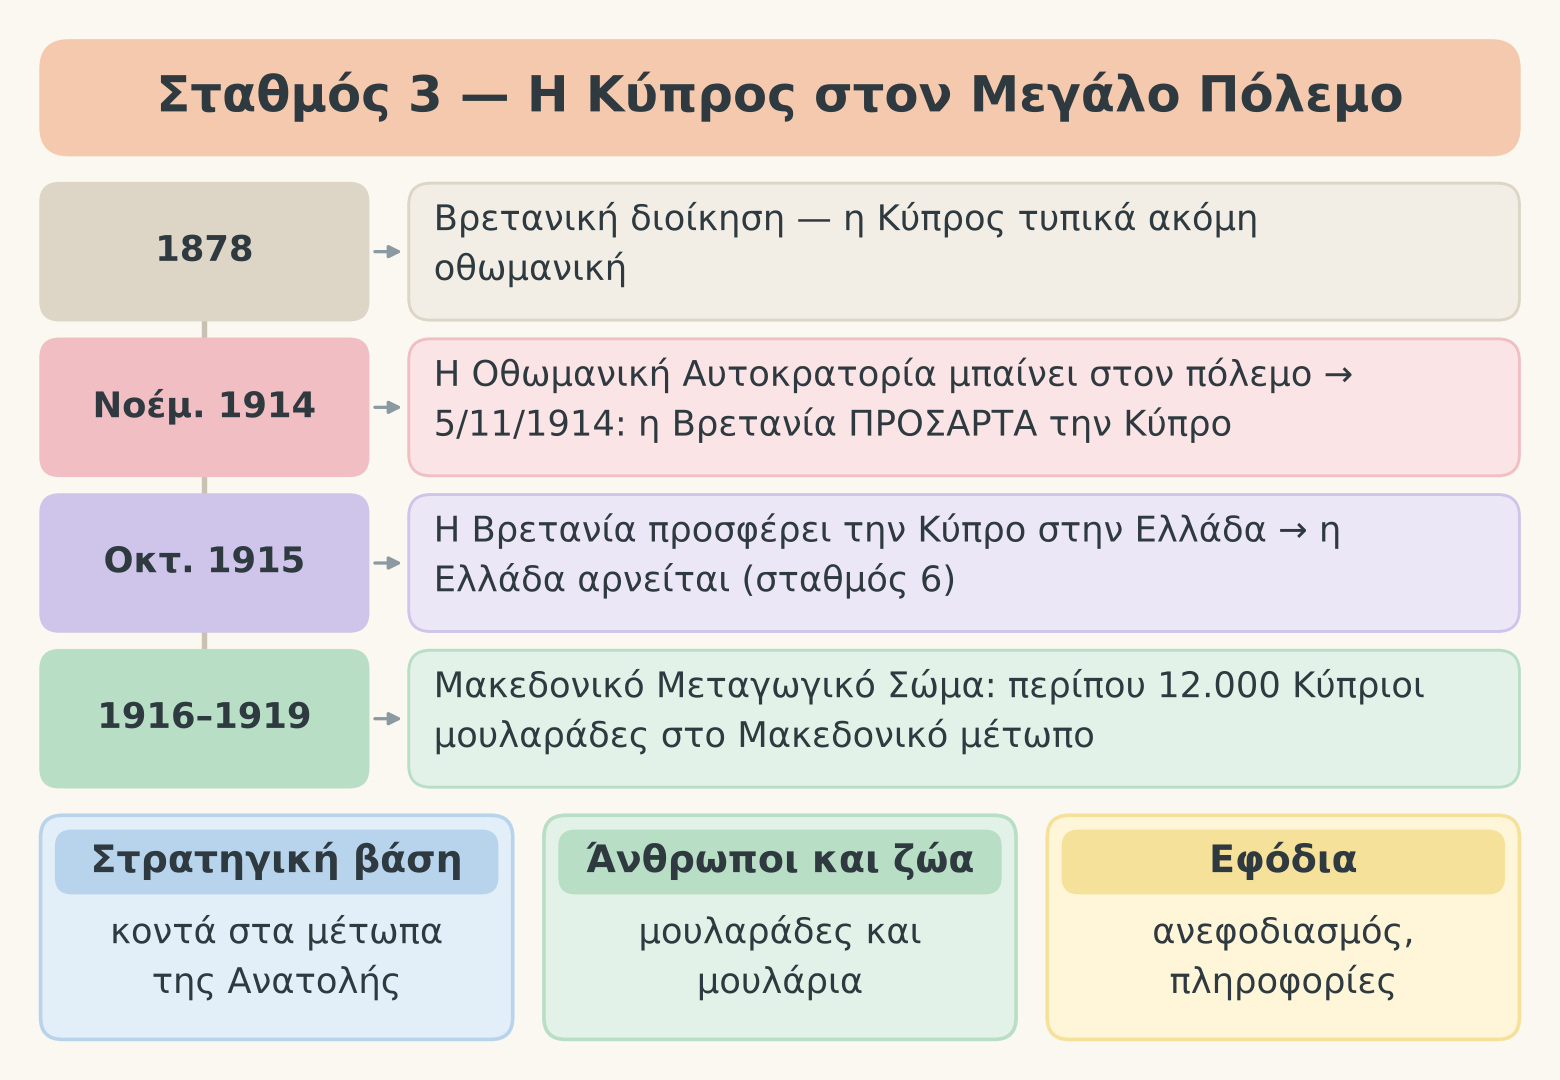 Σταθμός 3 — Η Κύπρος στον Μεγάλο Πόλεμο
1878
Βρετανική διοίκηση — η Κύπρος τυπικά ακόμη
οθωμανική
Νοέμ. 1914
Η Οθωμανική Αυτοκρατορία μπαίνει στον πόλεμο →
5/11/1914: η Βρετανία ΠΡΟΣΑΡΤΑ την Κύπρο
Οκτ. 1915
Η Βρετανία προσφέρει την Κύπρο στην Ελλάδα → η
Ελλάδα αρνείται (σταθμός 6)
1916–1919
Μακεδονικό Μεταγωγικό Σώμα: περίπου 12.000 Κύπριοι
μουλαράδες στο Μακεδονικό μέτωπο
Στρατηγική βάση
κοντά στα μέτωπα
της Ανατολής
Άνθρωποι και ζώα
μουλαράδες και
μουλάρια
Εφόδια
ανεφοδιασμός,
πληροφορίες